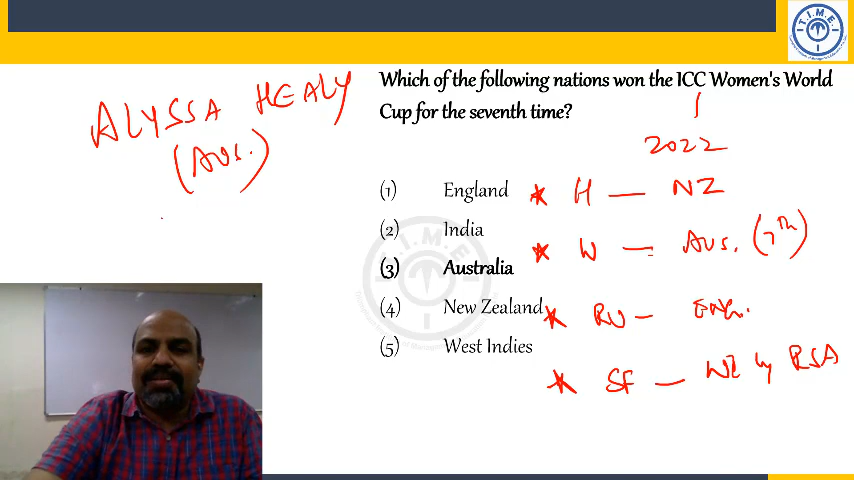 T.I.M.E.
ALYSSA HEALY
(AUS.)
Which of the following nations won the ICC Women's World
Cup for the seventh time?
2022
(1) England
(2) India
(3) Australia
(4) New Zealand
(5) West Indies
* H — NZ
* W — AUS. (7th)
* RU — Eng.
* SF — WI & RSA